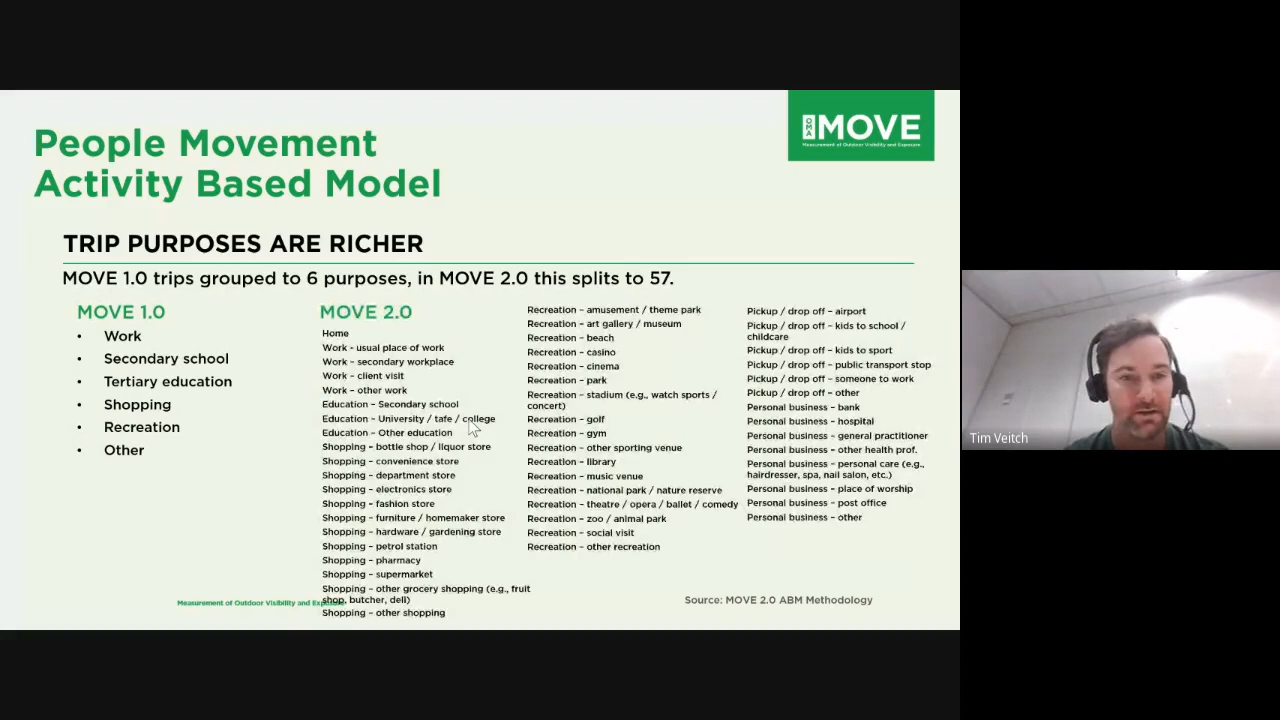 People Movement
Activity Based Model
OMA MOVE
Measurement of Outdoor Visibility and Exposure
TRIP PURPOSES ARE RICHER
MOVE 1.0 trips grouped to 6 purposes, in MOVE 2.0 this splits to 57.
MOVE 1.0
• Work
• Secondary school
• Tertiary education
• Shopping
• Recreation
• Other
MOVE 2.0
Home
Work - usual place of work
Work – secondary workplace
Work – client visit
Work – other work
Education – Secondary school
Education – University / tafe / college
Education – Other education
Shopping – bottle shop / liquor store
Shopping – convenience store
Shopping – department store
Shopping – electronics store
Shopping – fashion store
Shopping – furniture / homemaker store
Shopping – hardware / gardening store
Shopping – petrol station
Shopping – pharmacy
Shopping – supermarket
Shopping – other grocery shopping (e.g., fruit
shop, butcher, deli)
Shopping – other shopping
Recreation – amusement / theme park
Recreation – art gallery / museum
Recreation – beach
Recreation – casino
Recreation – cinema
Recreation – park
Recreation – stadium (e.g., watch sports /
concert)
Recreation – golf
Recreation – gym
Recreation – other sporting venue
Recreation – library
Recreation – music venue
Recreation – national park / nature reserve
Recreation – theatre / opera / ballet / comedy
Recreation – zoo / animal park
Recreation – social visit
Recreation – other recreation
Pickup / drop off – airport
Pickup / drop off – kids to school /
childcare
Pickup / drop off – kids to sport
Pickup / drop off – public transport stop
Pickup / drop off – someone to work
Pickup / drop off – other
Personal business – bank
Personal business – hospital
Personal business – general practitioner
Personal business – other health prof.
Personal business – personal care (e.g.,
hairdresser, spa, nail salon, etc.)
Personal business – place of worship
Personal business – post office
Personal business – other
Measurement of Outdoor Visibility and Exposure
Source: MOVE 2.0 ABM Methodology
Tim Veitch